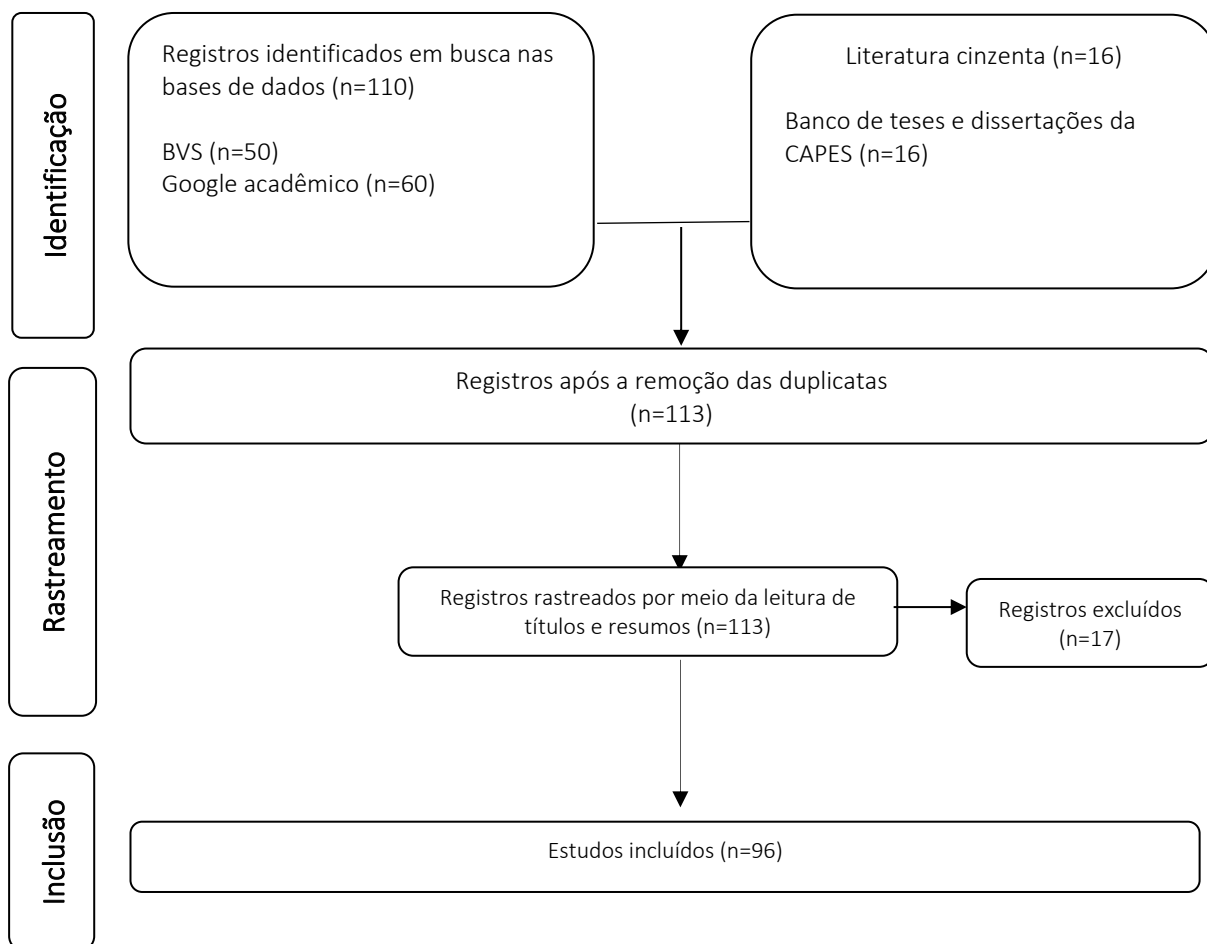 Identificação
Registros identificados em busca nas
bases de dados (n=110)
BVS (n=50)
Google acadêmico (n=60)
Literatura cinzenta (n=16)
Banco de teses e dissertações da
CAPES (n=16)
Rastreamento
Registros após a remoção das duplicatas
(n=113)
Registros rastreados por meio da leitura de
títulos e resumos (n=113)
Registros excluídos
(n=17)
Inclusão
Estudos incluídos (n=96)